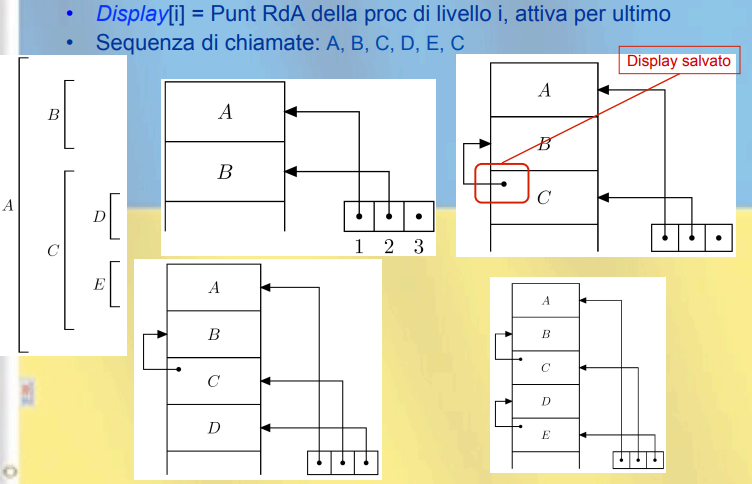 • Display[i] = Punt RdA della proc di livello i, attiva per ultimo
• Sequenza di chiamate: A, B, C, D, E, C
Display salvato
A
B
C
D
E
A
B
1 2 3
A
B
C
A
B
C
D
A
B
C
D
E